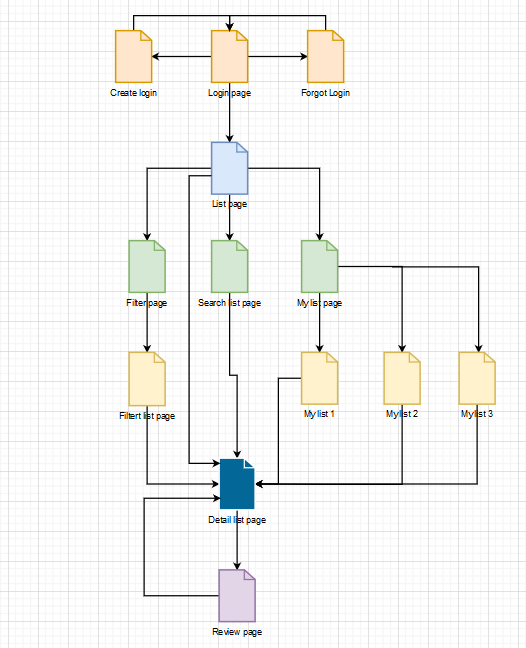 Create login
Login page
Forgot Login
List page
Filter page
Search list page
My list page
Filtert list page
My list 1
My list 2
My list 3
Detail list page
Review page